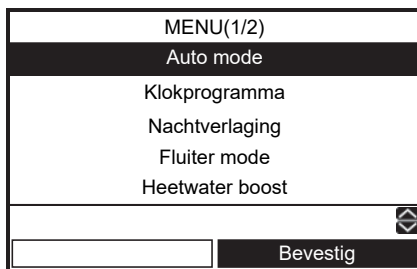 MENU(1/2)
Auto mode
Klokprogramma
Nachtverlaging
Fluiter mode
Heetwater boost
Bevestig